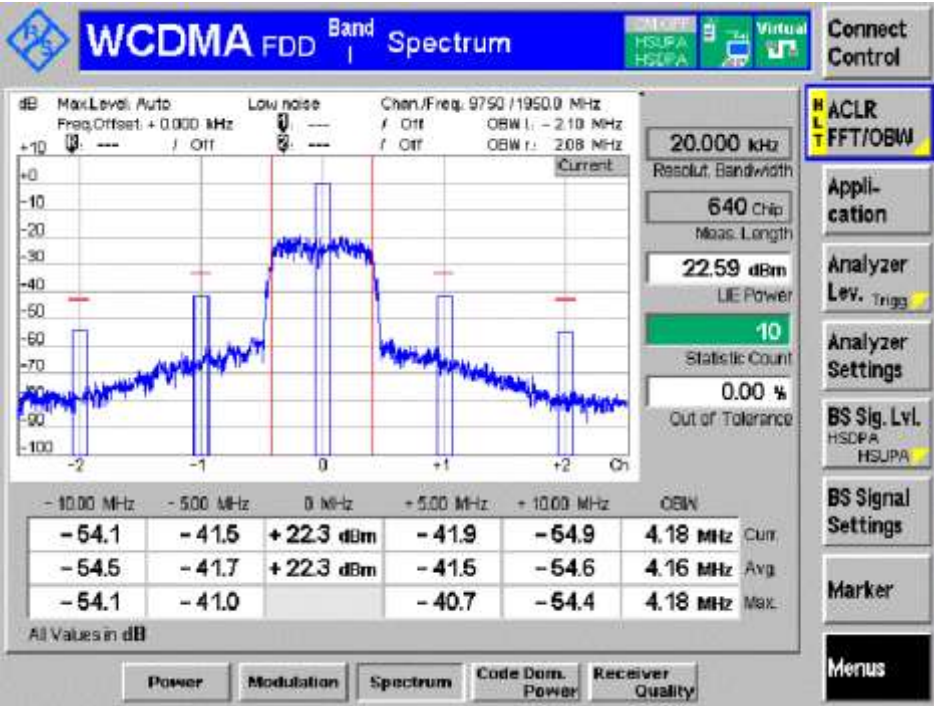 R&S
WCDMA FDD Band I Spectrum
CM OFF
HSUPA
HSDPA
Virtual
Connect Control
dB Max.Level: Auto Low noise Chan./Freq.: 9750 / 1950.0 MHz
Freq.Offset: + 0.000 kHz 1: --- / Off OBW l.: - 2.10 MHz
R: --- / Off 2: --- / Off OBW r.: 2.08 MHz
Current
+10
+0
-10
-20
-30
-40
-50
-60
-70
-80
-90
-100
-2 -1 0 +1 +2 Ch
20.000 kHz
Resolut. Bandwidth
640 Chip
Meas. Length
22.59 dBm
UE Power
10
Statistic Count
0.00 %
Out of Tolerance
- 10.00 MHz - 5.00 MHz 0 MHz + 5.00 MHz + 10.00 MHz OBW
- 54.1 - 41.5 + 22.3 dBm - 41.9 - 54.9 4.18 MHz Curr.
- 54.5 - 41.7 + 22.3 dBm - 41.5 - 54.6 4.16 MHz Avg.
- 54.1 - 41.0 - 40.7 - 54.4 4.18 MHz Max.
All Values in dB
HLT
ACLR
FFT/OBW
Appli-
cation
Analyzer
Lev. Trigg
Analyzer
Settings
BS Sig. Lvl.
HSDPA
HSUPA
BS Signal
Settings
Marker
Menus
Power Modulation Spectrum Code Dom. Power Receiver Quality